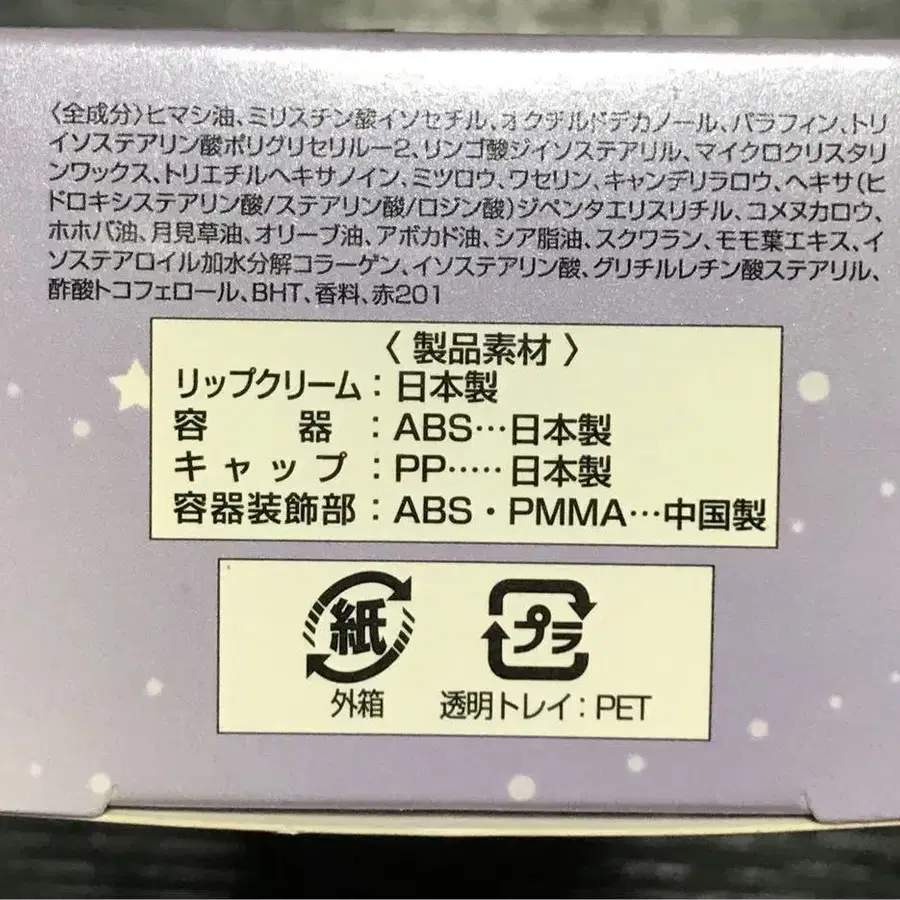 〈全成分〉ヒマシ油、ミリスチン酸イソセチル、オクチルドデカノール、パラフィン、トリ
イソステアリン酸ポリグリセリルー2、リンゴ酸ジイソステアリル、マイクロクリスタリ
ンワックス、トリエチルヘキサノイン、ミツロウ、ワセリン、キャンデリラロウ、ヘキサ(ヒ
ドロキシステアリン酸/ステアリン酸/ロジン酸)ジペンタエリスリチル、コメヌカロウ、
ホホバ油、月見草油、オリーブ油、アボカド油、シア脂油、スクワラン、モモ葉エキス、イ
ソステアロイル加水分解コラーゲン、イソステアリン酸、グリチルレチン酸ステアリル、
酢酸トコフェロール、BHT、香料、赤201
〈 製品素材 〉
リップクリーム：日本製
容器：ABS…日本製
キャップ：PP……日本製
容器装飾部：ABS・PMMA…中国製
紙 プラ
外箱 透明トレイ：PET